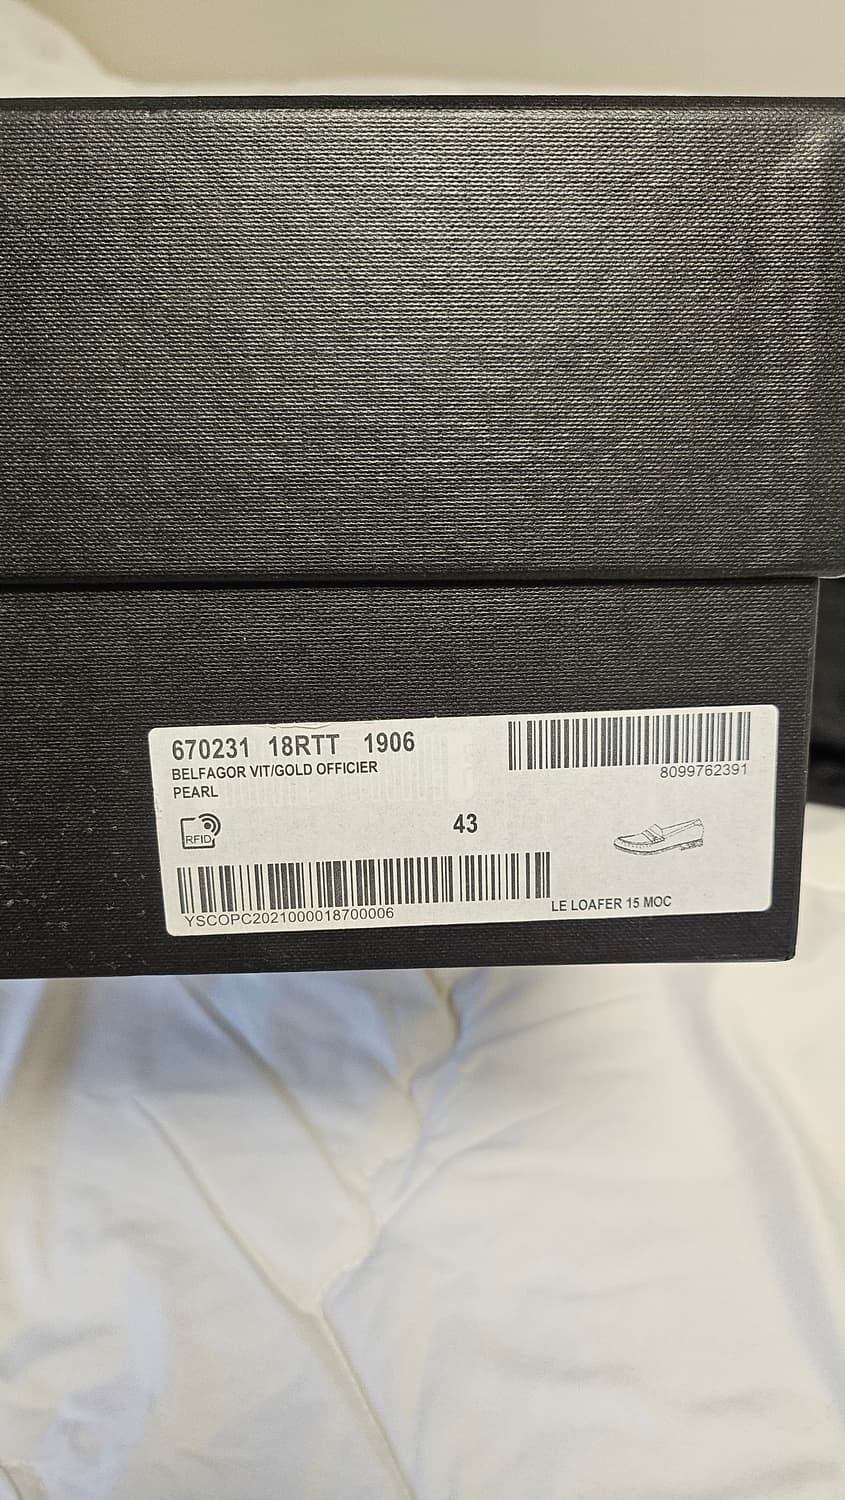 670231 18RTT 1906
BELFAGOR VIT/GOLD OFFICIER
PEARL
8099762391
RFID
43
YSCOPC2021000018700006
LE LOAFER 15 MOC